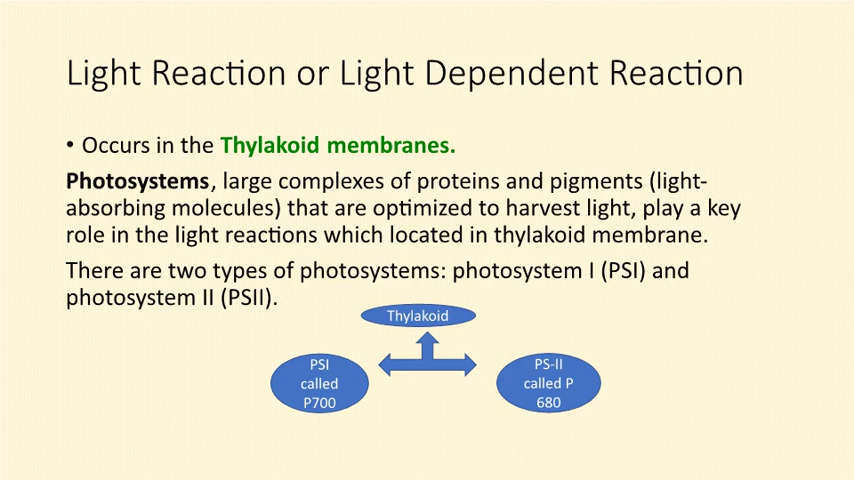 Light Reaction or Light Dependent Reaction
• Occurs in the Thylakoid membranes.
Photosystems, large complexes of proteins and pigments (light-
absorbing molecules) that are optimized to harvest light, play a key
role in the light reactions which located in thylakoid membrane.
There are two types of photosystems: photosystem I (PSI) and
photosystem II (PSII).
Thylakoid
PSI
called
P700
PS-II
called P
680